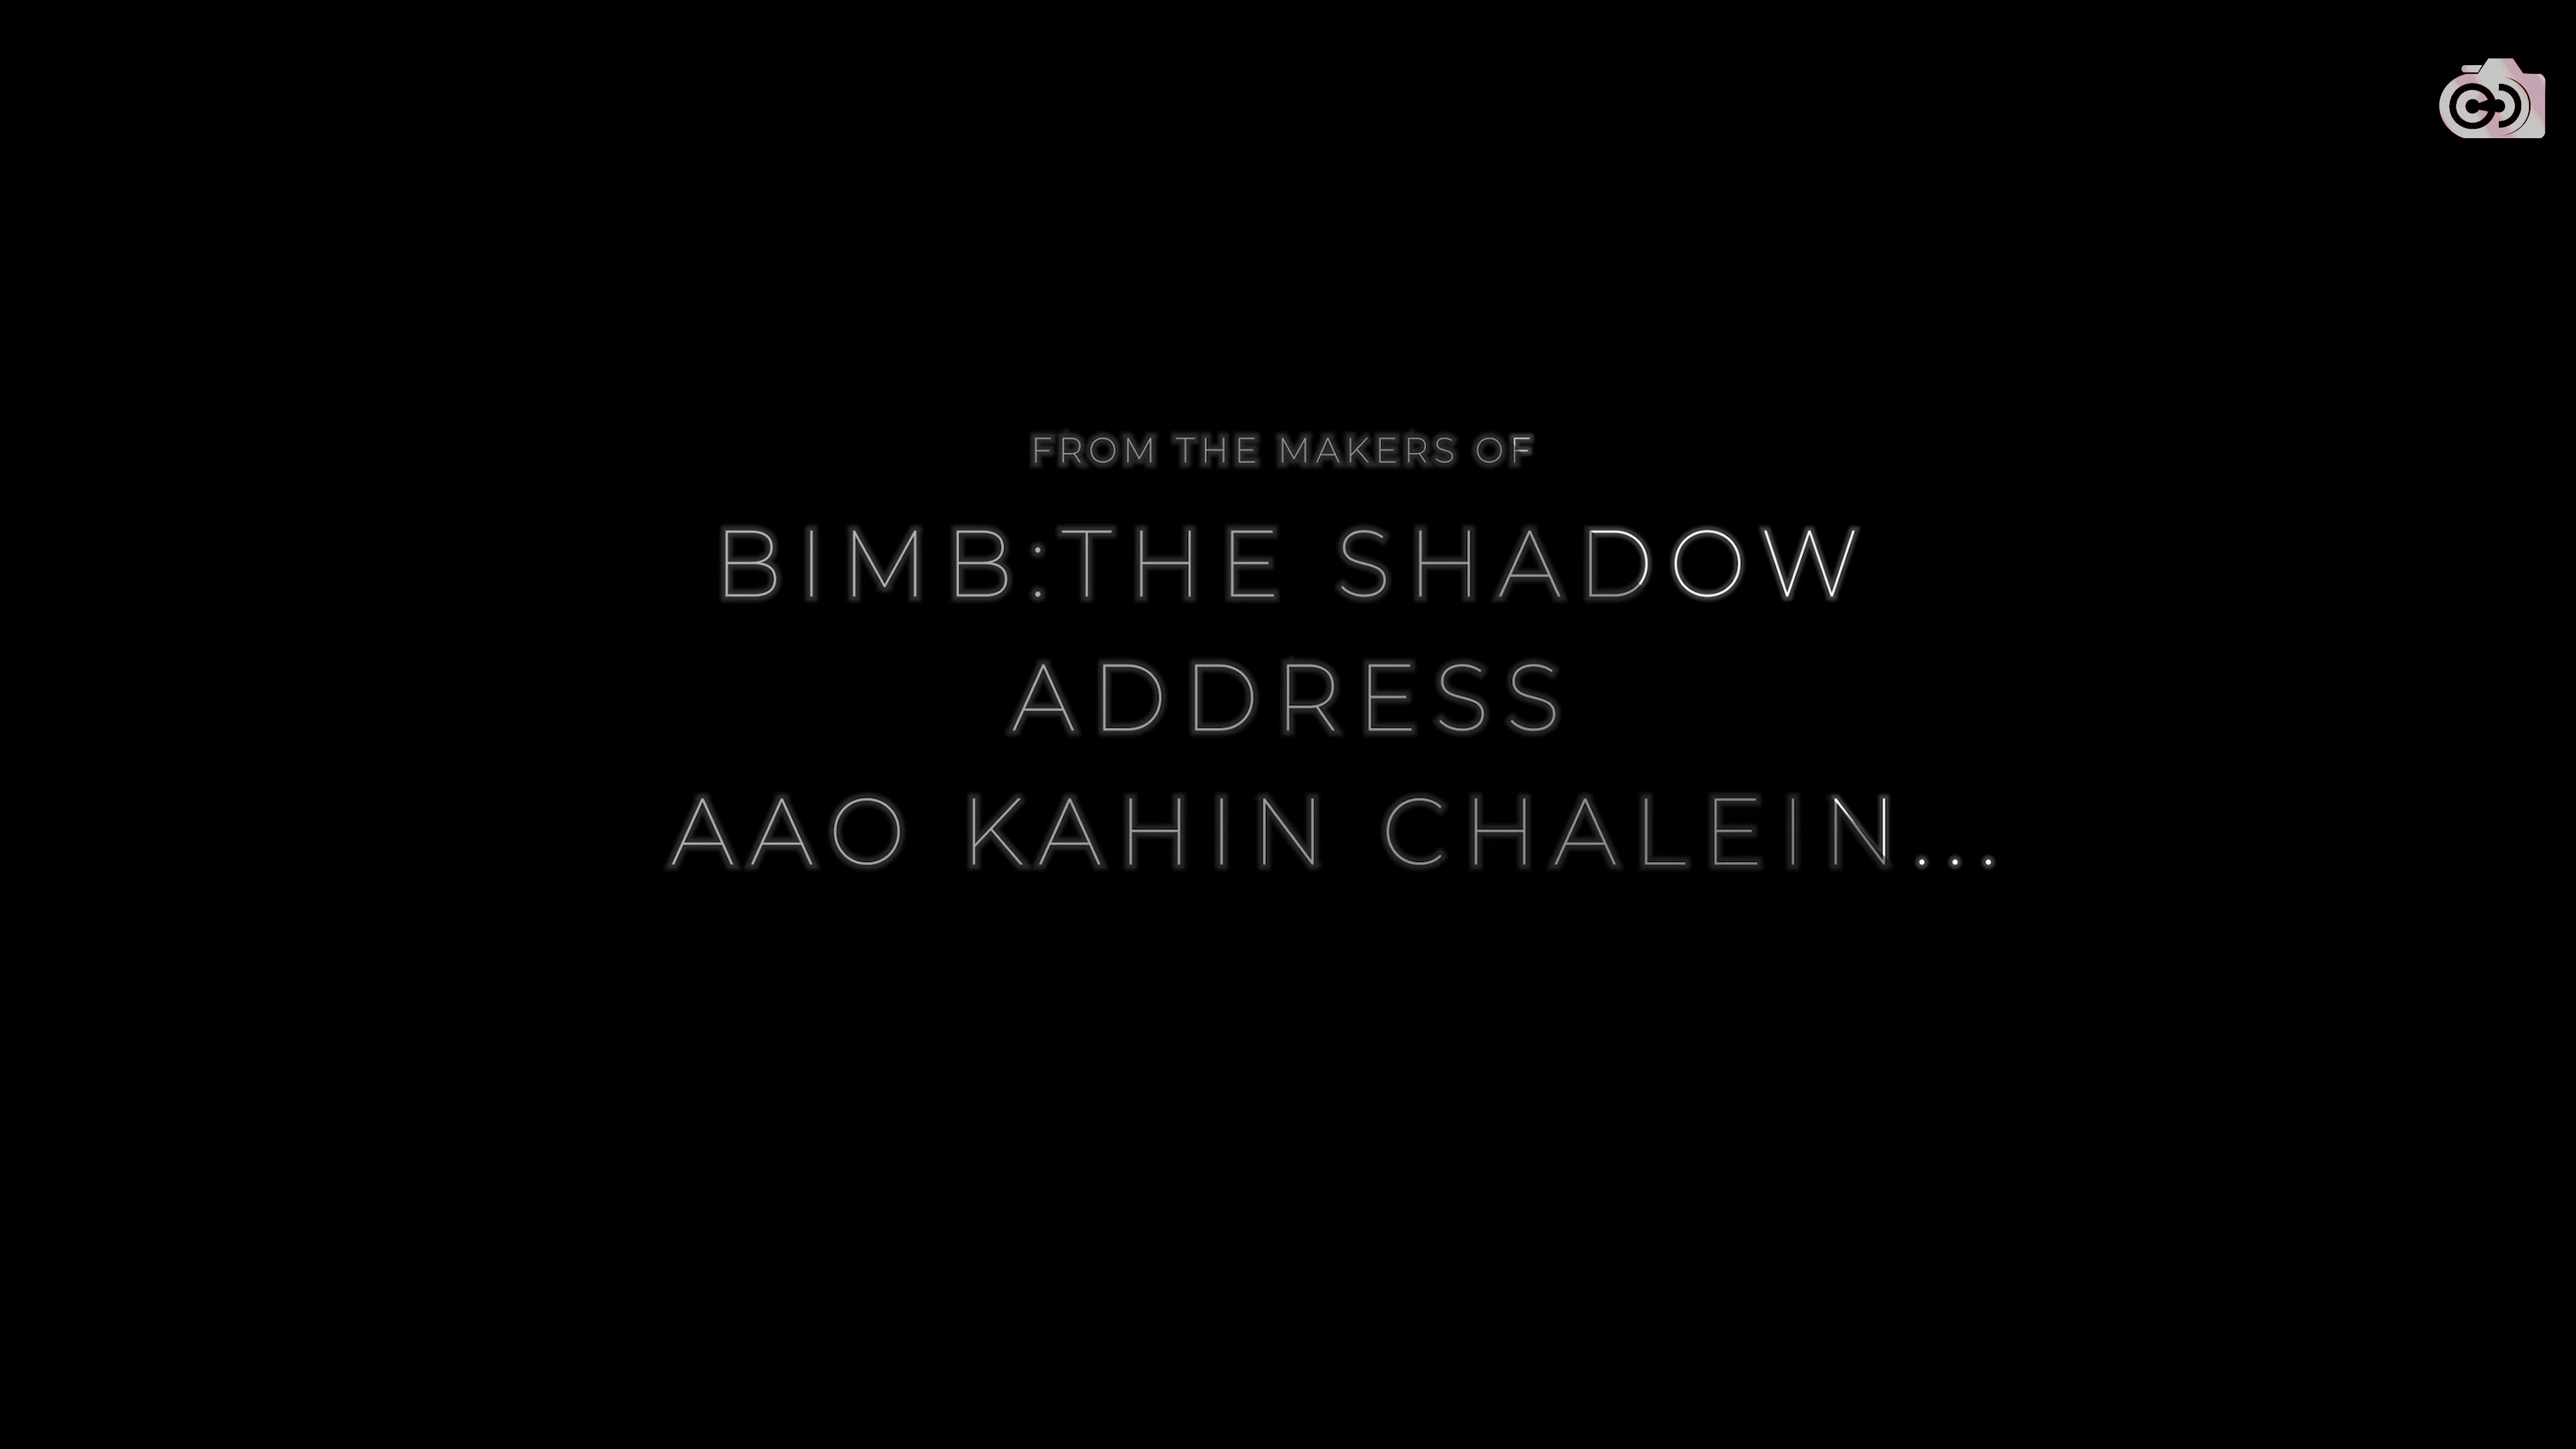 FROM THE MAKERS OF
BIMB:THE SHADOW
ADDRESS
AAO KAHIN CHALEIN...